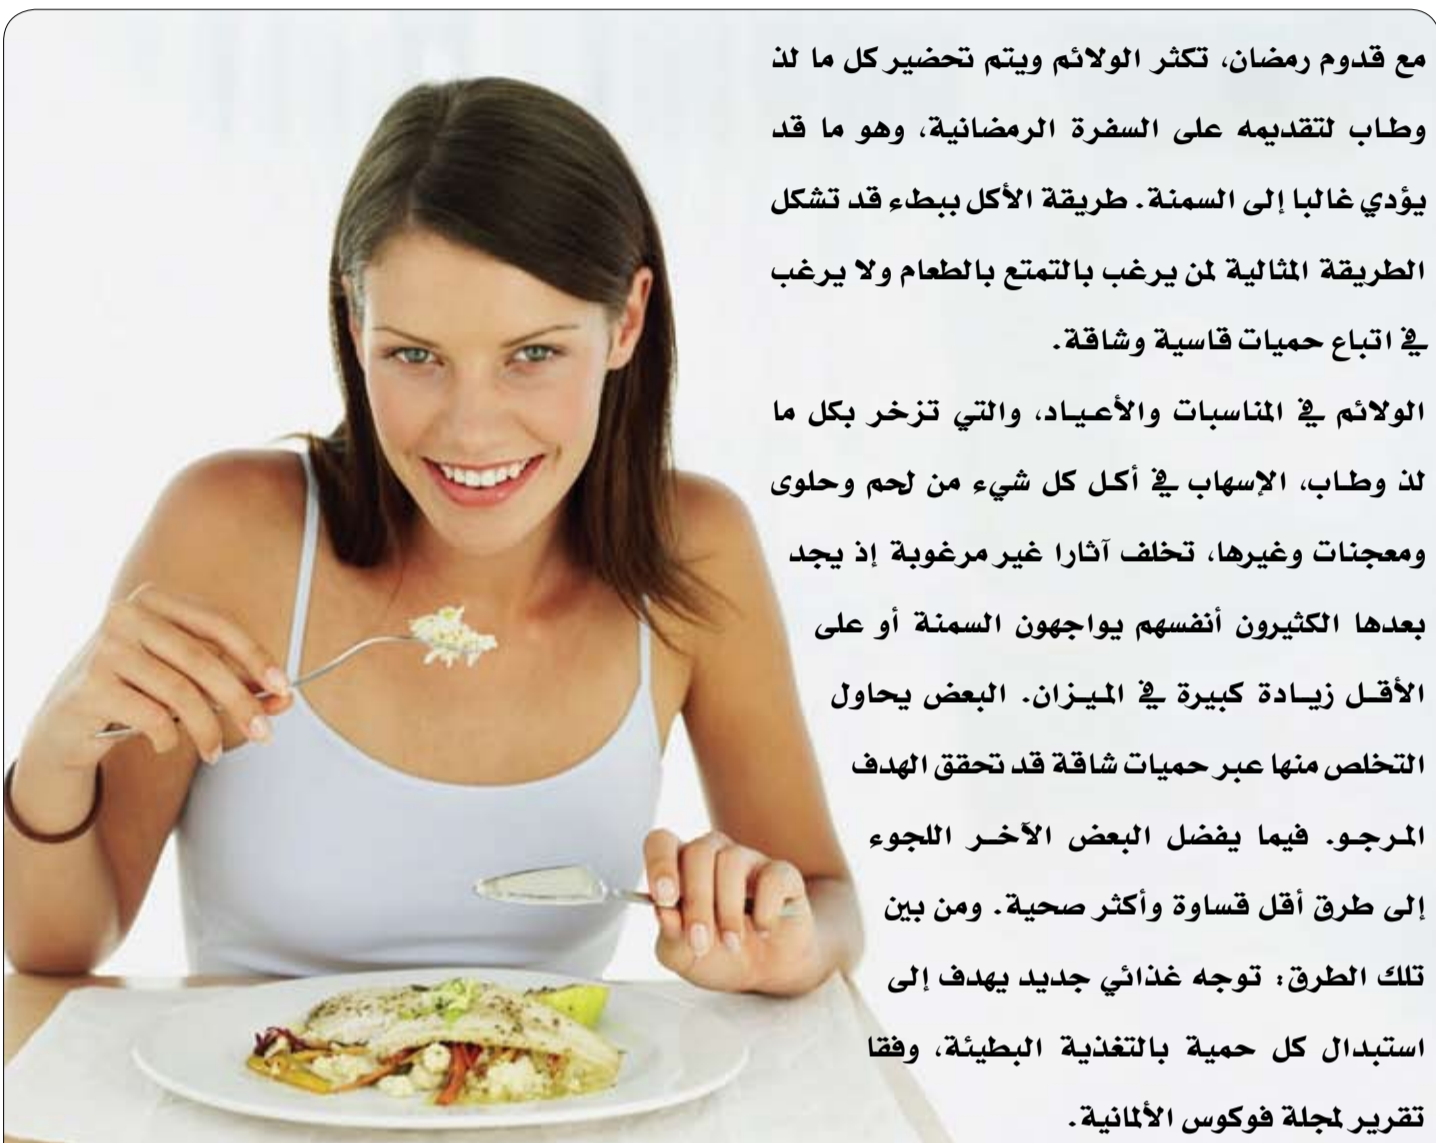 مع قدوم رمضان، تكثر الولائم ويتم تحضير كل ما لذ
وطاب لتقديمه على السفرة الرمضانية، وهو ما قد
يؤدي غالبا إلى السمنة. طريقة الأكل ببطء قد تشكل
الطريقة المثالية لمن يرغب بالتمتع بالطعام ولا يرغب
في اتباع حميات قاسية وشاقة.
الولائم في المناسبات والأعياد، والتي تزخر بكل ما
لذ وطاب، الإسهاب في أكل كل شيء من لحم وحلوى
ومعجنات وغيرها، تخلف آثارا غير مرغوبة إذ يجد
بعدها الكثيرون أنفسهم يواجهون السمنة أو على
الأقل زيادة كبيرة في الميزان. البعض يحاول
التخلص منها عبر حميات شاقة قد تحقق الهدف
المرجو. فيما يفضل البعض الآخر اللجوء
إلى طرق أقل قساوة وأكثر صحية. ومن بين
تلك الطرق: توجه غذائي جديد يهدف إلى
استبدال كل حمية بالتغذية البطيئة، وفقا
تقرير لمجلة فوكوس الألمانية.